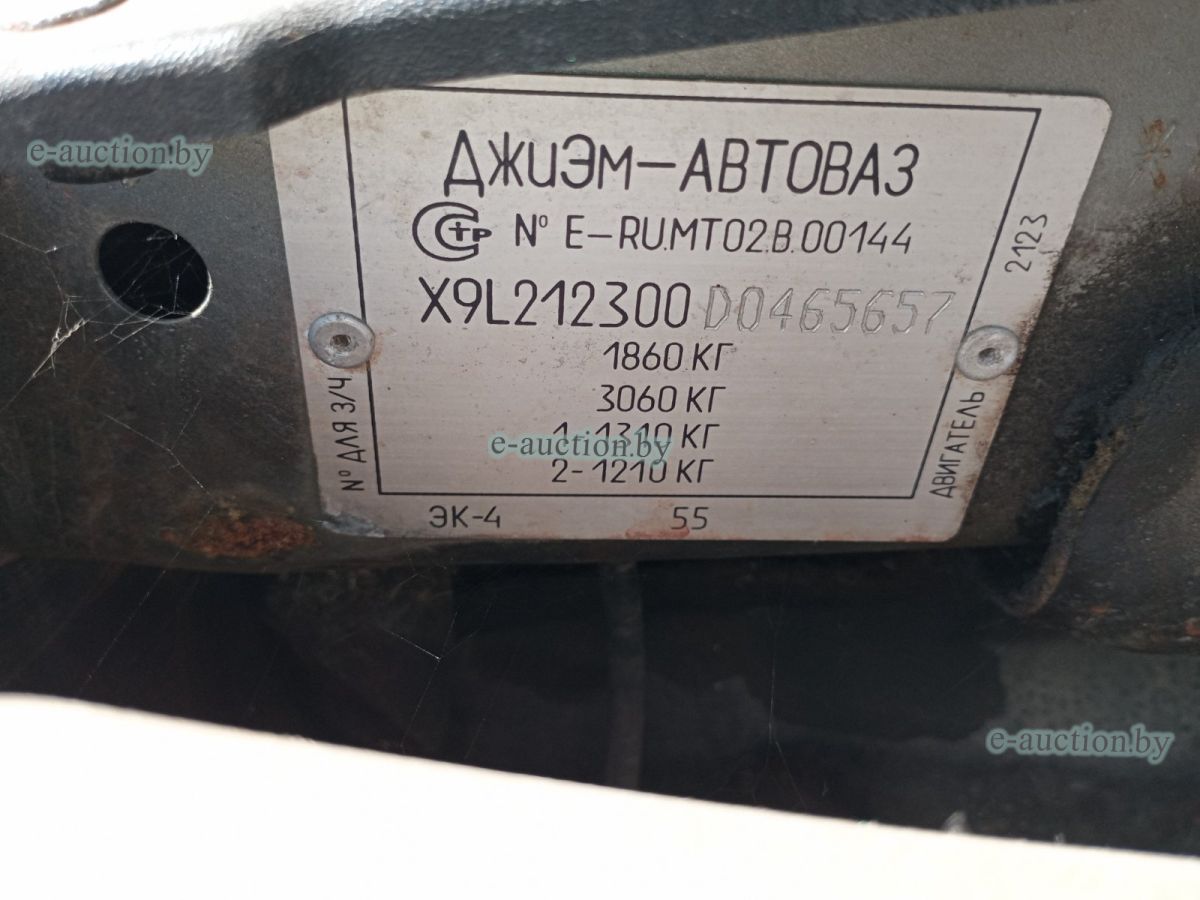 e-auction.by
ДЖиЭм-АВТОВАЗ
СТР № E-RU.MT02.B.00144
X9L212300D0465657
1860 КГ
3060 КГ
1-1310 КГ
e-auction.by
2-1210 КГ
ЭК-4 55
№ ДЛЯ З/Ч
ДВИГАТЕЛЬ 2123
e-auction.by